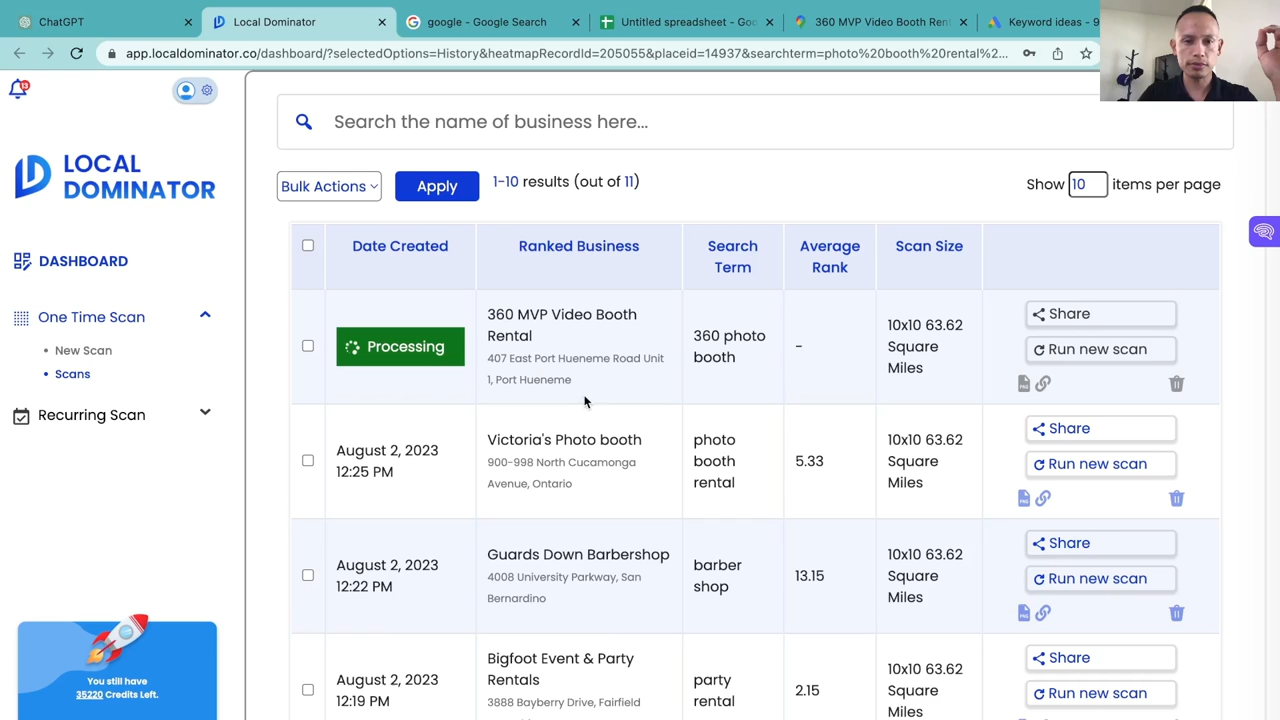 ChatGPT
Local Dominator
google - Google Search
Untitled spreadsheet - Goo
360 MVP Video Booth Ren
Keyword ideas - 9
app.localdominator.co/dashboard/?selectedOptions=History&heatmapRecordId=205055&placeid=14937&searchterm=photo%20booth%20rental%2...
13
LOCAL
DOMINATOR
DASHBOARD
One Time Scan
New Scan
Scans
Recurring Scan
You still have
35220 Credits Left.
Search the name of business here...
Bulk Actions
Apply
1-10 results (out of 11)
Show 10 items per page
Date Created
Ranked Business
Search
Term
Average
Rank
Scan Size
Processing
360 MVP Video Booth
Rental
407 East Port Hueneme Road Unit
1, Port Hueneme
360 photo
booth
-
10x10 63.62
Square
Miles
Share
Run new scan
August 2, 2023
12:25 PM
Victoria's Photo booth
900-998 North Cucamonga
Avenue, Ontario
photo
booth
rental
5.33
10x10 63.62
Square
Miles
Share
Run new scan
August 2, 2023
12:22 PM
Guards Down Barbershop
4008 University Parkway, San
Bernardino
barber
shop
13.15
10x10 63.62
Square
Miles
Share
Run new scan
August 2, 2023
12:19 PM
Bigfoot Event & Party
Rentals
3888 Bayberry Drive, Fairfield
party
rental
2.15
10x10 63.62
Square
Miles
Share
Run new scan